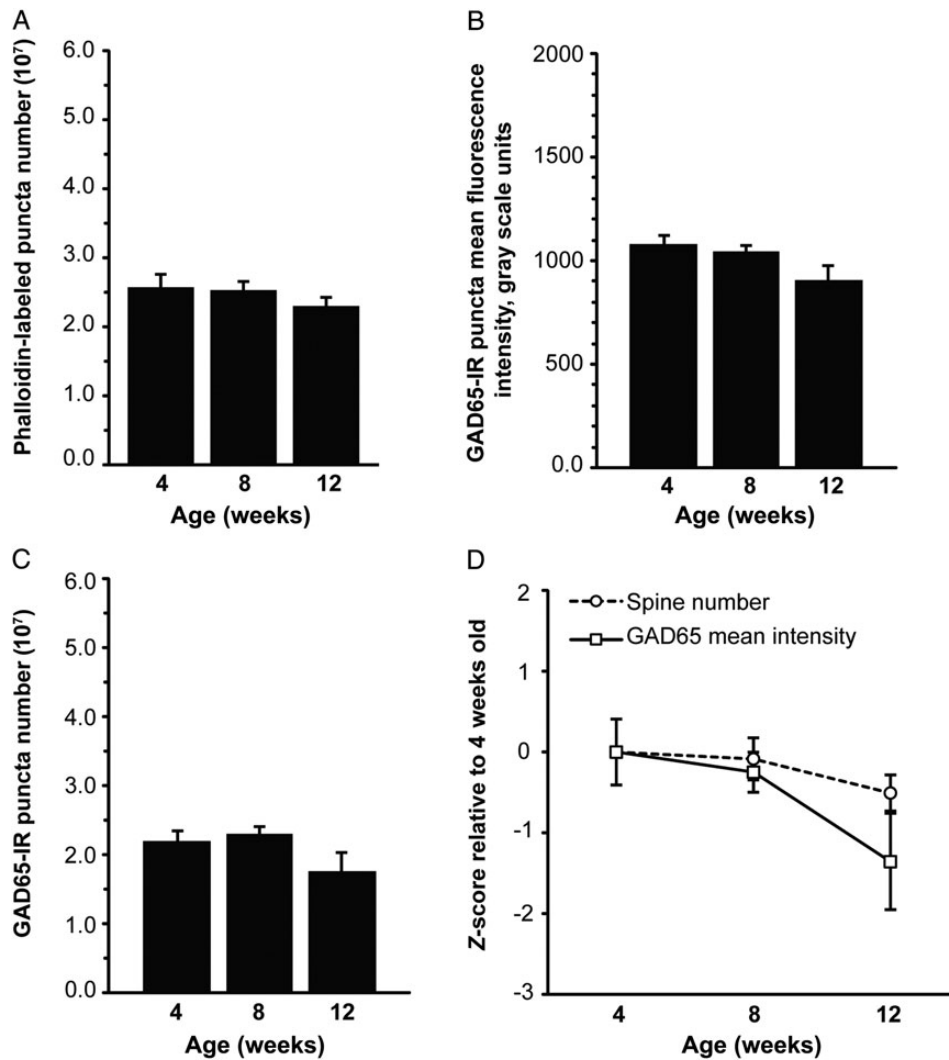 A
Phalloidin-labeled puncta number (10⁷)
6.0
5.0
4.0
3.0
2.0
1.0
0.0
4 8 12
Age (weeks)
B
GAD65-IR puncta mean fluorescence
intensity, gray scale units
2000
1500
1000
500
0.0
4 8 12
Age (weeks)
C
GAD65-IR puncta number (10⁷)
6.0
5.0
4.0
3.0
2.0
1.0
0.0
4 8 12
Age (weeks)
D
Z-score relative to 4 weeks old
2
1
0
-1
-2
-3
Spine number
GAD65 mean intensity
4 8 12
Age (weeks)